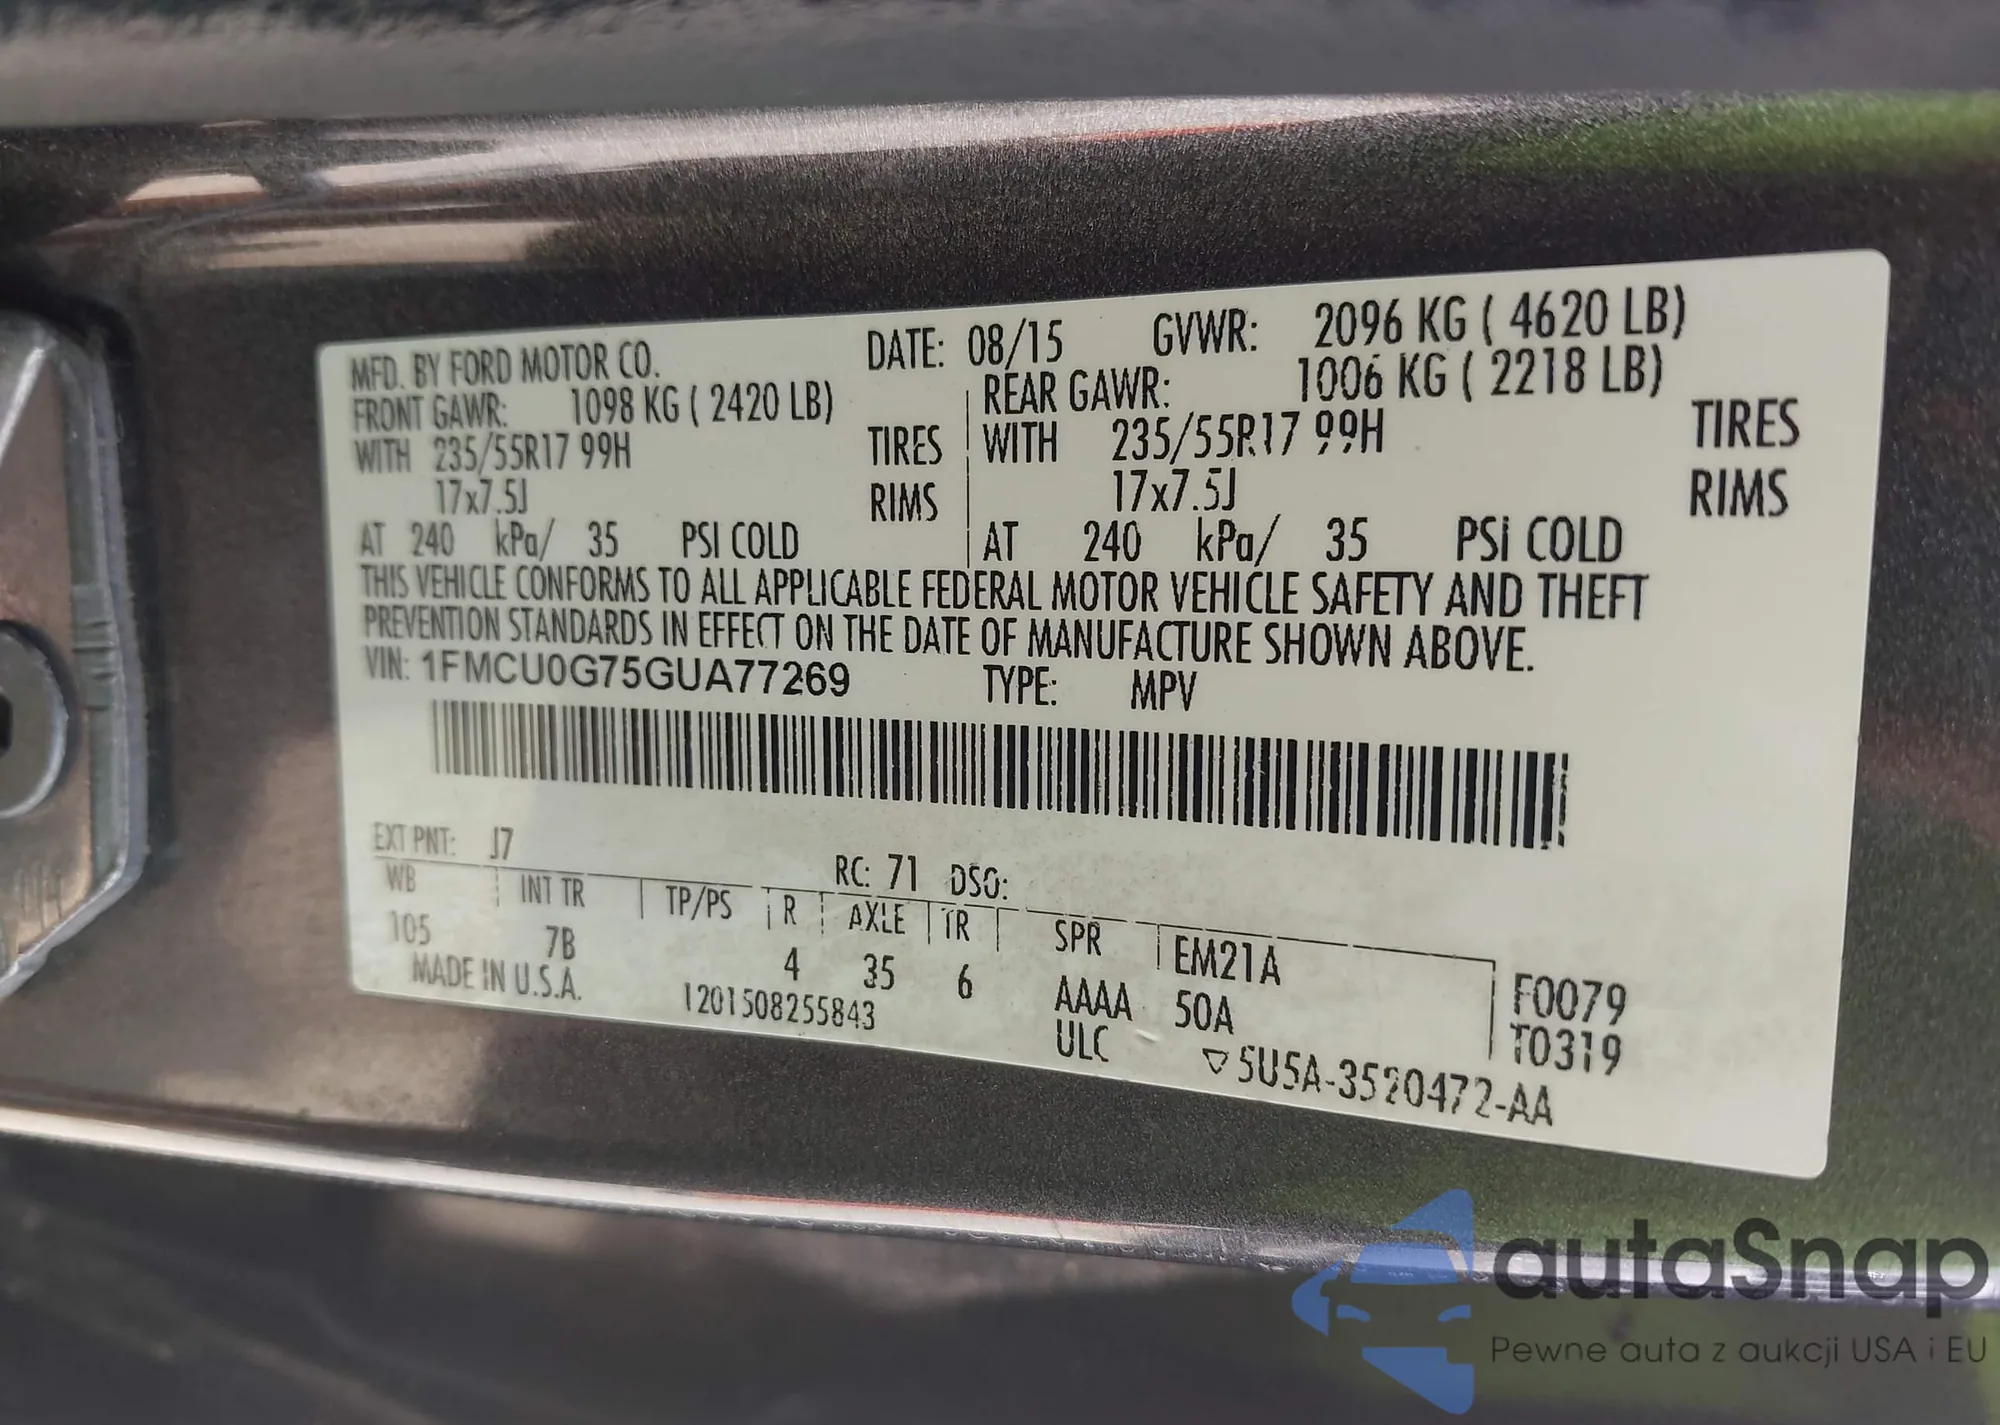 MFD. BY FORD MOTOR CO. DATE: 08/15 GVWR: 2096 KG ( 4620 LB)
FRONT GAWR: 1098 KG ( 2420 LB) REAR GAWR: 1006 KG ( 2218 LB)
WITH 235/55R17 99H TIRES WITH 235/55R17 99H TIRES
17x7.5J RIMS 17x7.5J RIMS
AT 240 kPa/ 35 PSI COLD AT 240 kPa/ 35 PSI COLD
THIS VEHICLE CONFORMS TO ALL APPLICABLE FEDERAL MOTOR VEHICLE SAFETY AND THEFT
PREVENTION STANDARDS IN EFFECT ON THE DATE OF MANUFACTURE SHOWN ABOVE.
VIN: 1FMCU0G75GUA77269 TYPE: MPV
EXT PNT: J7 RC: 71 DSO:
WB INT TR TP/PS R AXLE TR SPR EM21A F0079
105 7B 4 35 6 AAAA 50A T0319
MADE IN U.S.A. 1201508255843 ULC ▽5U5A-3520472-AA
autaSnap
Pewne auta z aukcji USA i EU